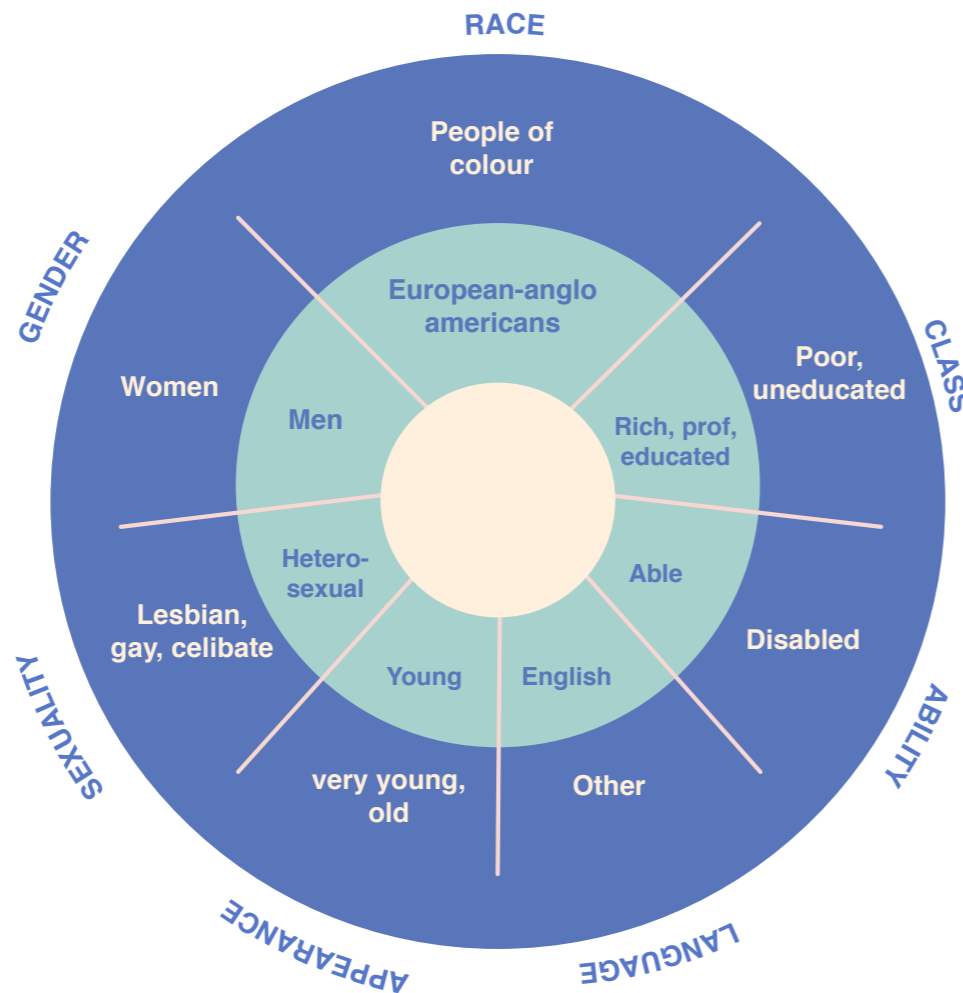 RACE
People of
colour
European-anglo
americans
GENDER
Women
Men
CLASS
Poor,
uneducated
Rich, prof,
educated
Hetero-
sexual
Lesbian,
gay, celibate
SEXUALITY
Able
Disabled
ABILITY
Young
very young,
old
APPEARANCE
English
Other
LANGUAGE